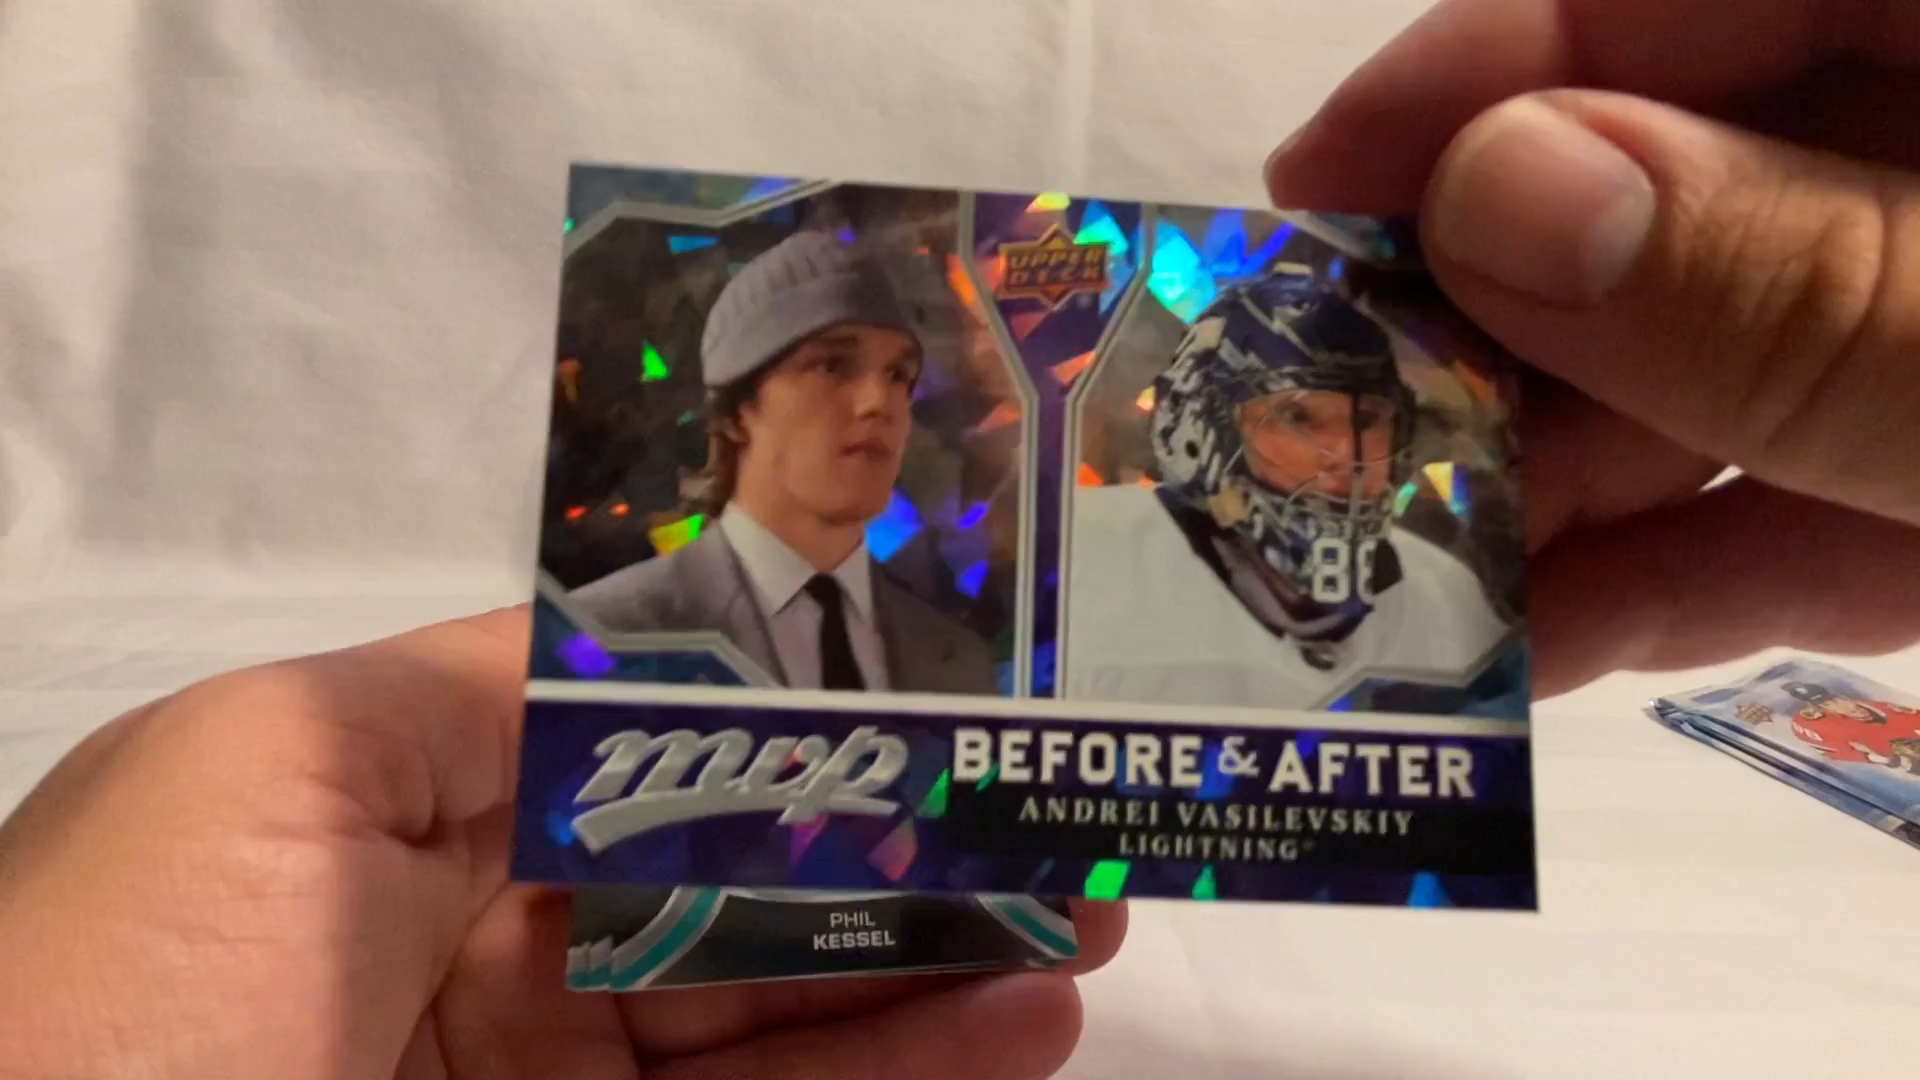 UPPER
DECK
88
mvp
BEFORE & AFTER
ANDREI VASILEVSKIY
LIGHTNING
PHIL
KESSEL